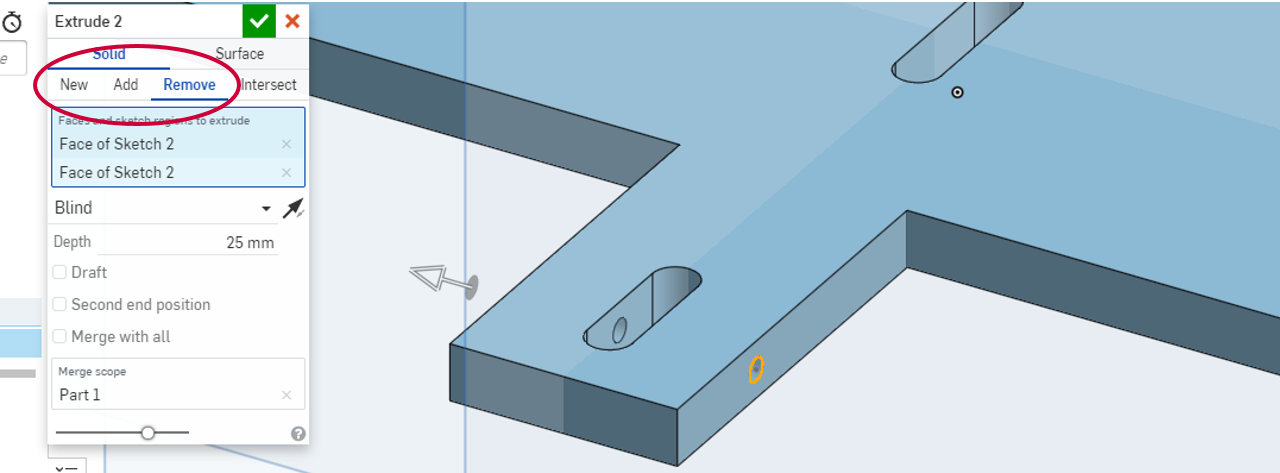 Extrude 2
Solid Surface
New Add Remove Intersect
Faces and sketch regions to extrude
Face of Sketch 2
Face of Sketch 2
Blind
Depth 25 mm
Draft
Second end position
Merge with all
Merge scope
Part 1
e